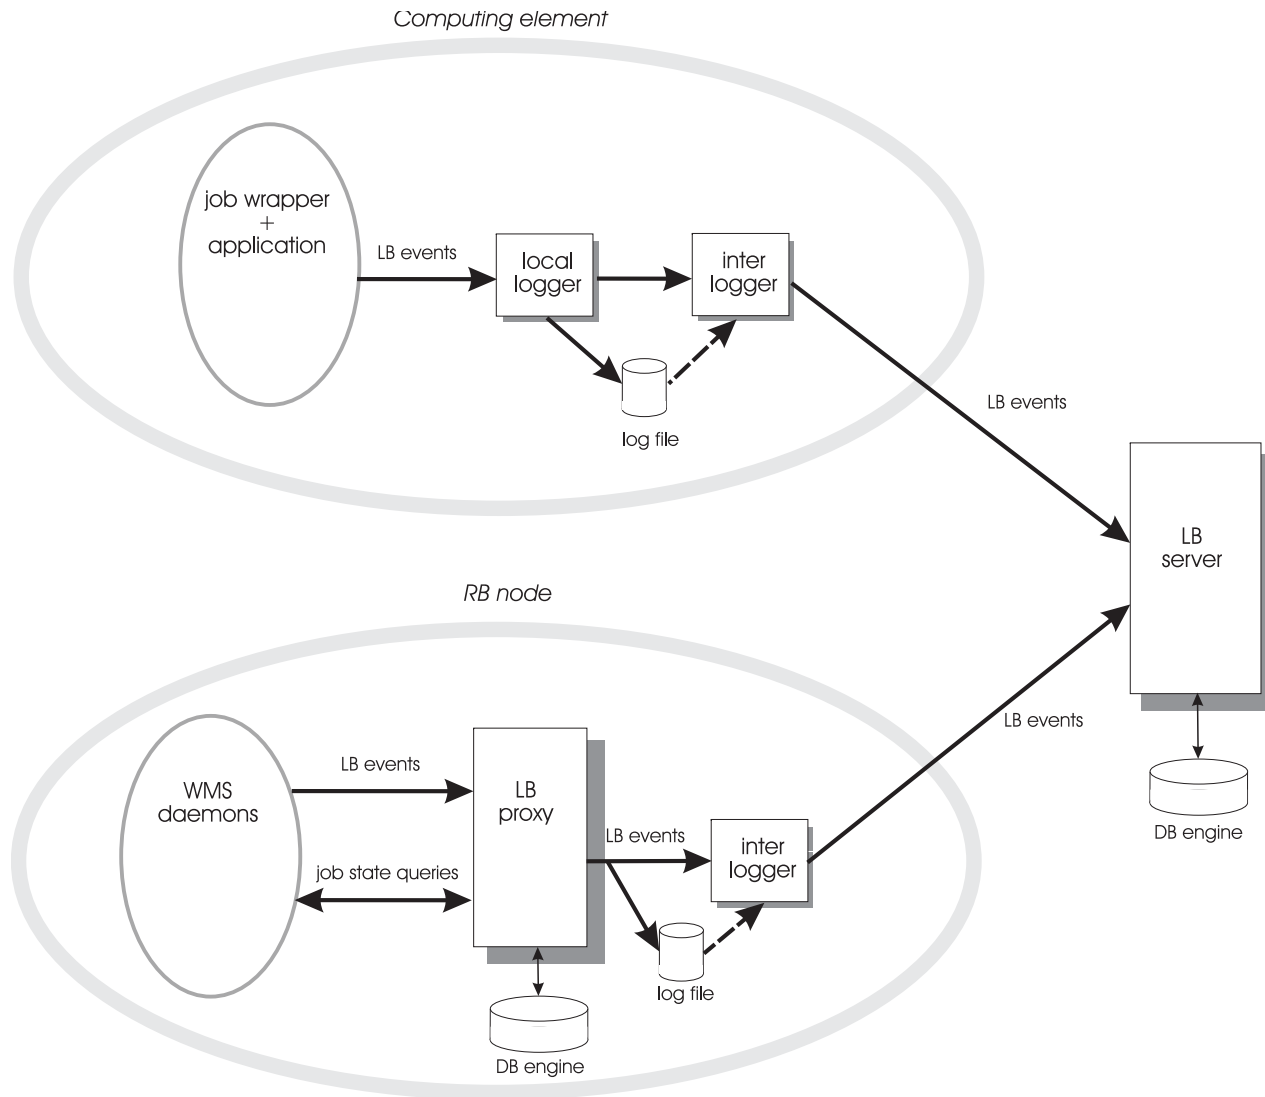 Computing element
job wrapper
+
application
LB events
local
logger
inter
logger
log file
LB events
LB
server
DB engine
RB node
WMS
daemons
LB events
job state queries
LB
proxy
LB events
inter
logger
log file
DB engine
LB events